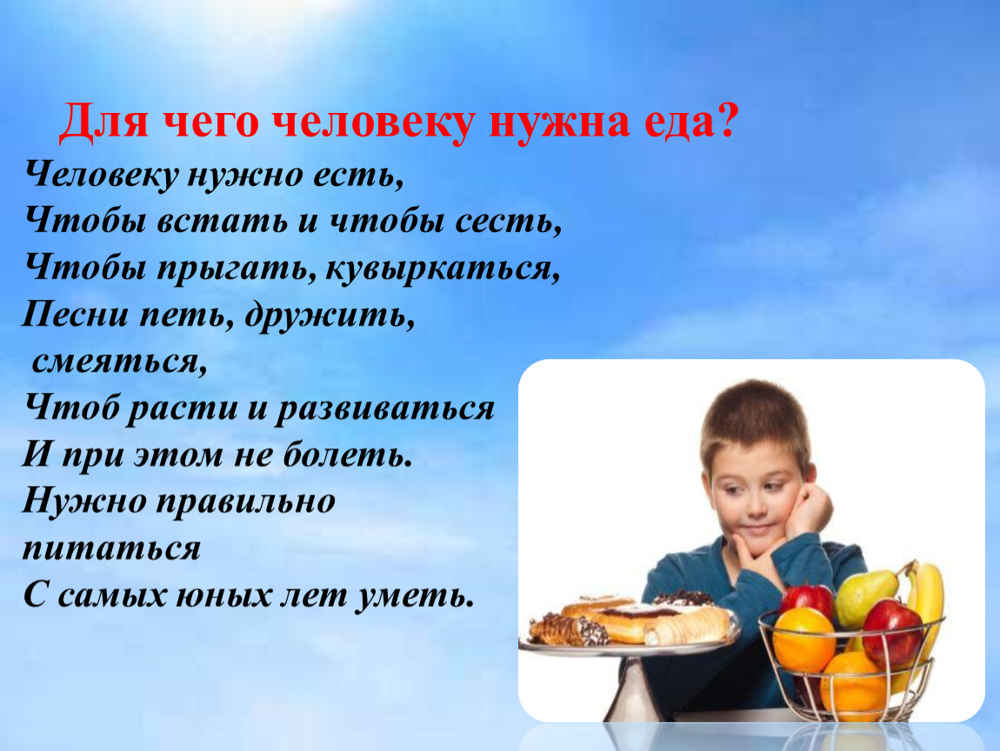 Для чего человеку нужна еда?
Человеку нужно есть,
Чтобы встать и чтобы сесть,
Чтобы прыгать, кувыркаться,
Песни петь, дружить,
смеяться,
Чтоб расти и развиваться
И при этом не болеть.
Нужно правильно
питаться
С самых юных лет уметь.